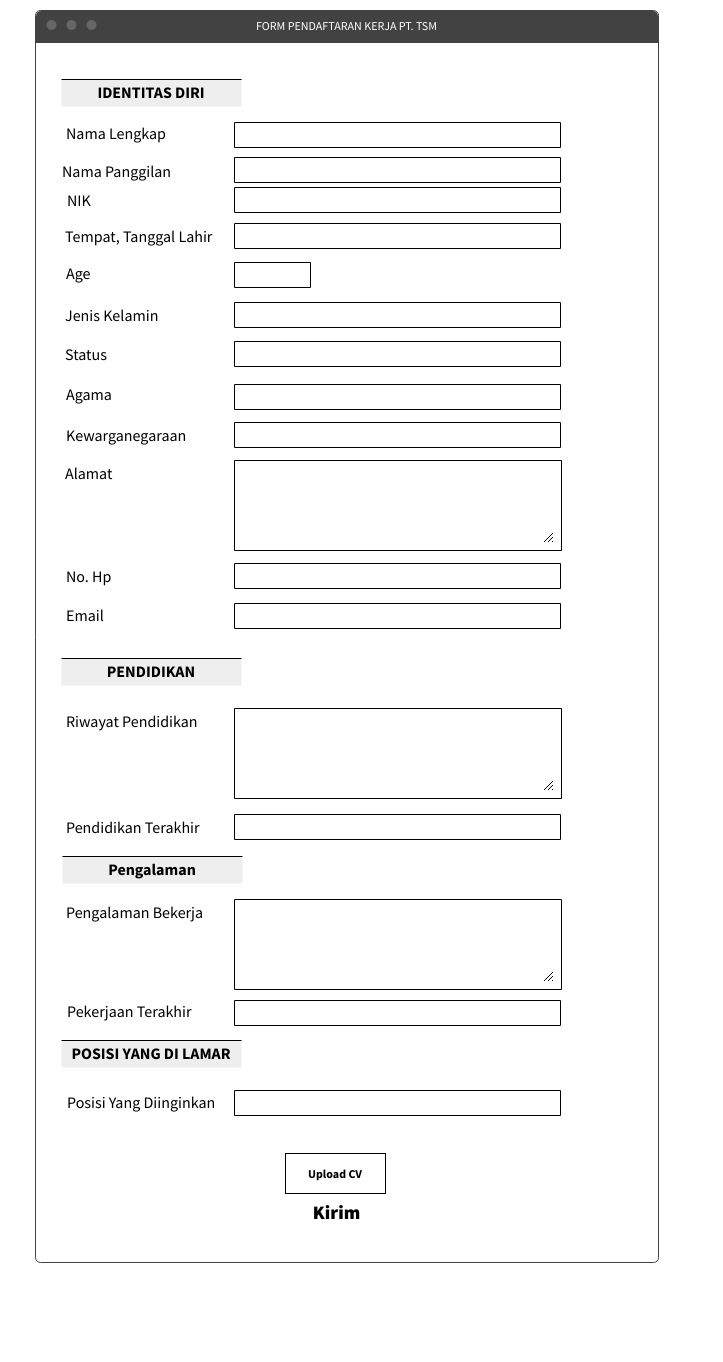 FORM PENDAFTARAN KERJA PT. TSM
IDENTITAS DIRI
Nama Lengkap
Nama Panggilan
NIK
Tempat, Tanggal Lahir
Age
Jenis Kelamin
Status
Agama
Kewarganegaraan
Alamat
No. Hp
Email
PENDIDIKAN
Riwayat Pendidikan
Pendidikan Terakhir
Pengalaman
Pengalaman Bekerja
Pekerjaan Terakhir
POSISI YANG DI LAMAR
Posisi Yang Diinginkan
Upload CV
Kirim